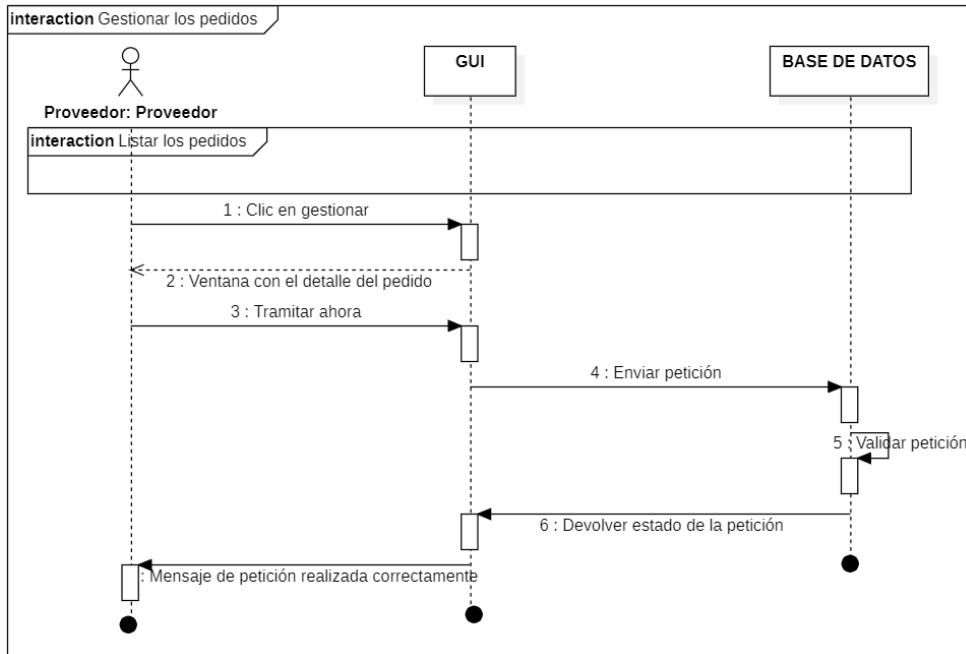 interaction Gestionar los pedidos
GUI
BASE DE DATOS
Proveedor: Proveedor
interaction Listar los pedidos
1 : Clic en gestionar
2 : Ventana con el detalle del pedido
3 : Tramitar ahora
4 : Enviar petición
5 : Validar petición
6 : Devolver estado de la petición
: Mensaje de petición realizada correctamente